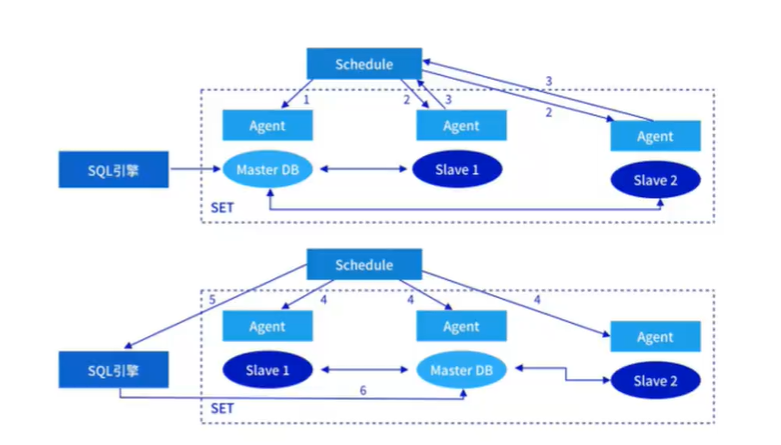 Schedule
3
1
2
3
2
Agent
Agent
Agent
SQL引擎
Master DB
Slave 1
Slave 2
SET
Schedule
5
4
4
4
Agent
Agent
Agent
SQL引擎
Slave 1
Master DB
Slave 2
6
SET